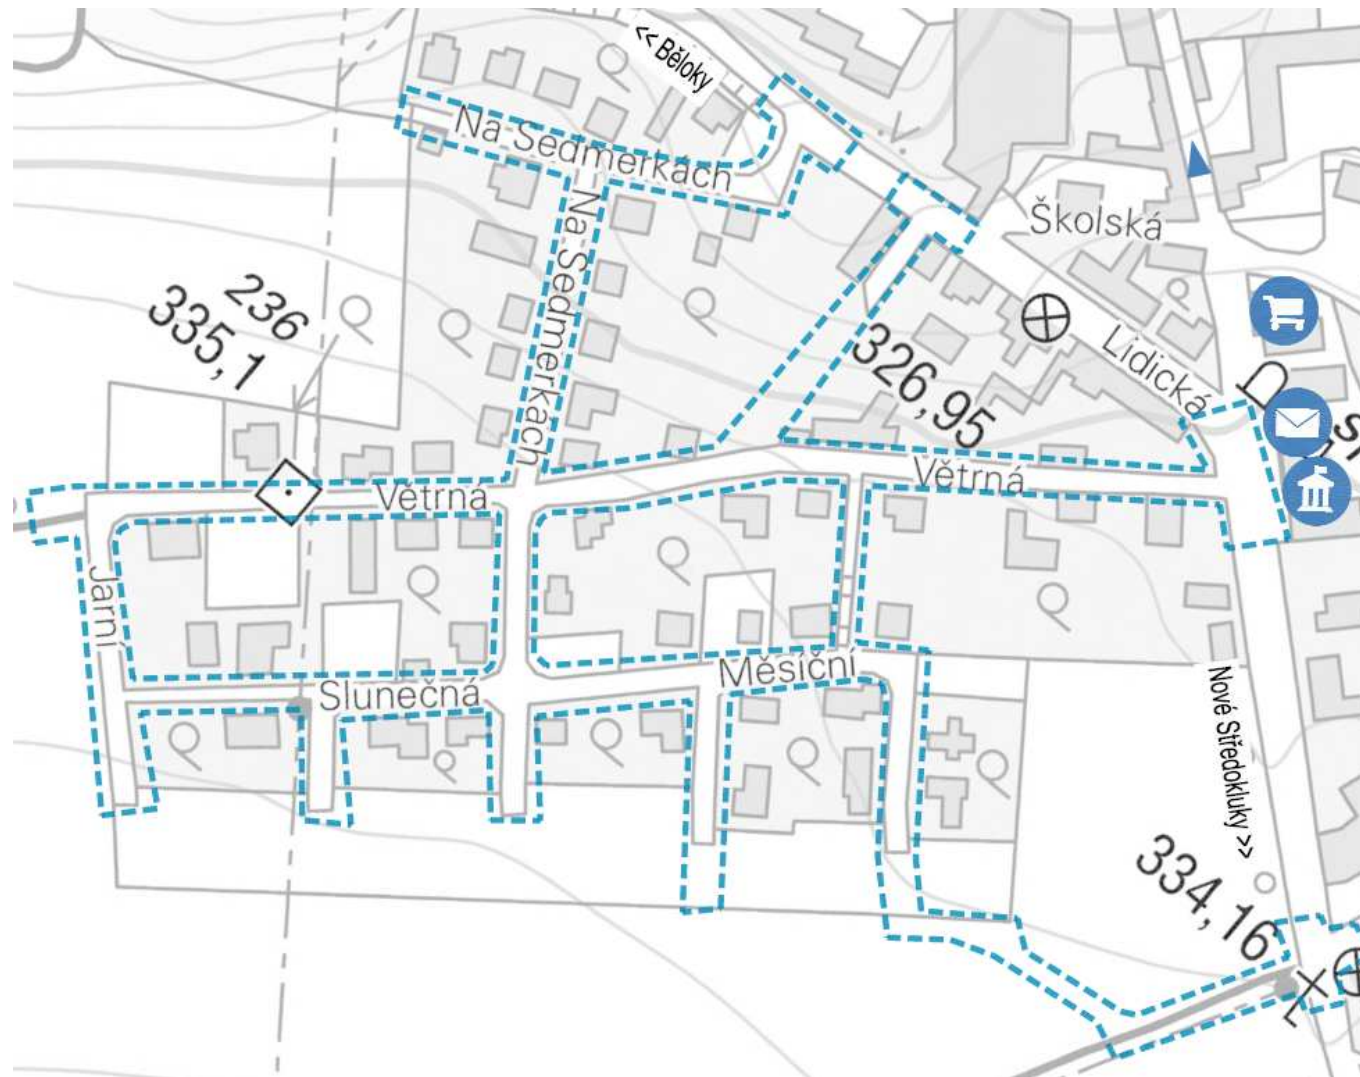 << Běloky
Na Sedmerkách
Školská
Na Sedmerkách
236
335,1
Lidická
326,95
Větrná
Větrná
Jarní
Měsíční
Slunečná
Nové Středokluky >>
334,16